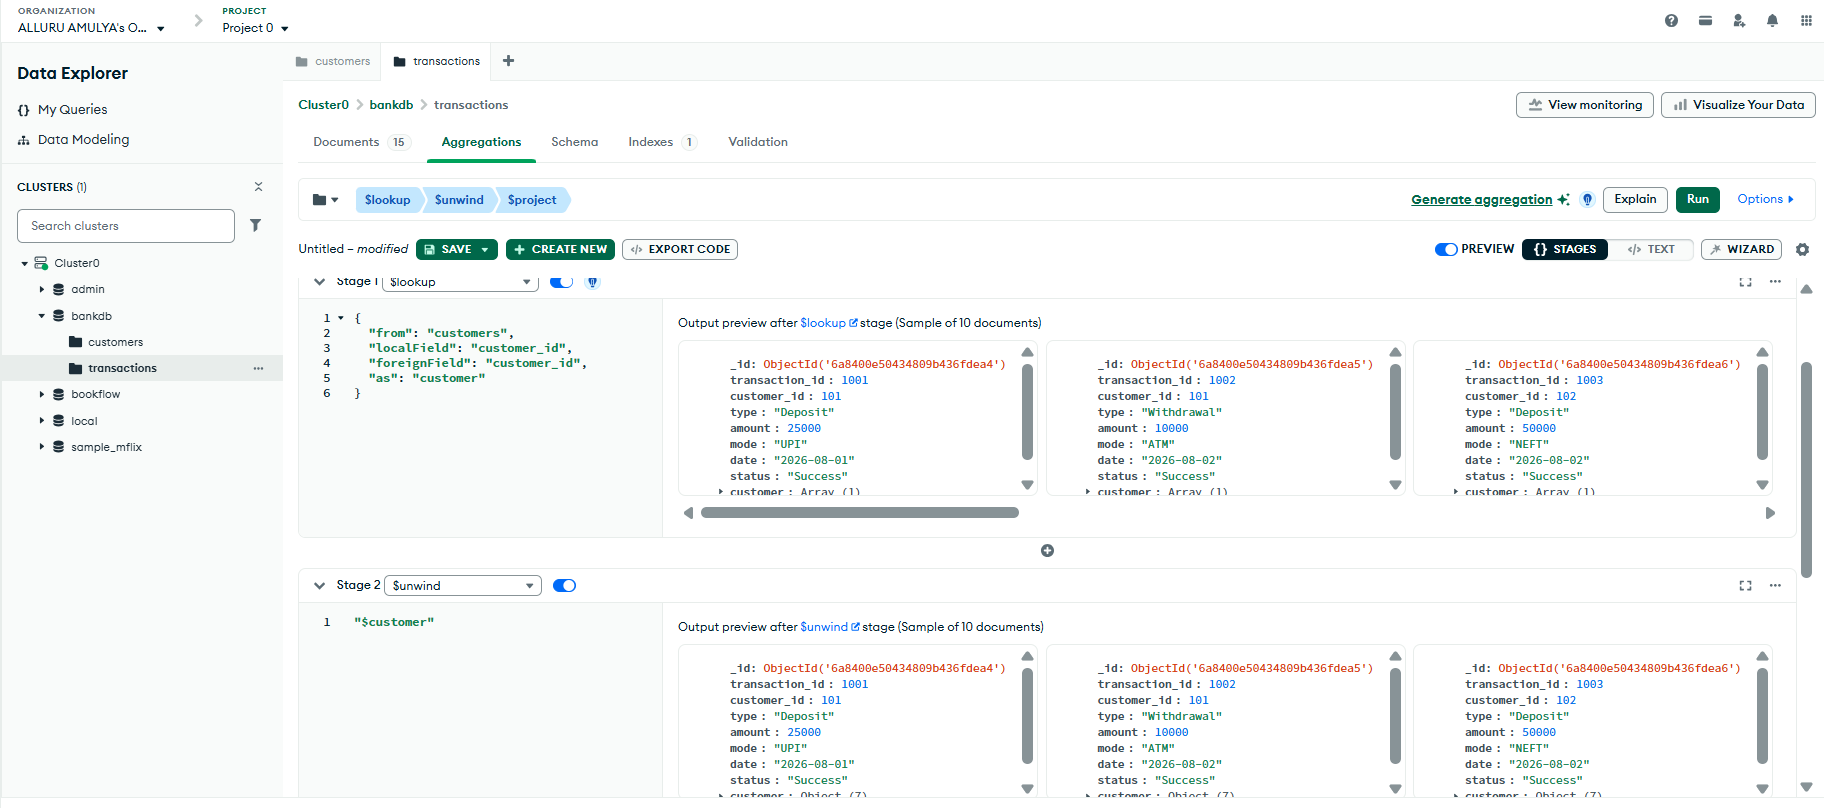 ORGANIZATION
ALLURU AMULYA's O...
PROJECT
Project 0
Data Explorer
My Queries
Data Modeling
CLUSTERS (1)
Search clusters
Cluster0
admin
bankdb
customers
transactions
bookflow
local
sample_mflix
customers
transactions
Cluster0 > bankdb > transactions
View monitoring
Visualize Your Data
Documents 15
Aggregations
Schema
Indexes 1
Validation
$lookup
$unwind
$project
Generate aggregation
Explain
Run
Options
Untitled – modified
SAVE
CREATE NEW
EXPORT CODE
PREVIEW
STAGES
TEXT
WIZARD
Stage 1 $lookup
1 {
2 "from": "customers",
3 "localField": "customer_id",
4 "foreignField": "customer_id",
5 "as": "customer"
6 }
Output preview after $lookup stage (Sample of 10 documents)
_id: ObjectId('6a8400e50434809b436fdea4')
transaction_id : 1001
customer_id : 101
type : "Deposit"
amount : 25000
mode : "UPI"
date : "2026-08-01"
status : "Success"
customer : Array (1)
_id: ObjectId('6a8400e50434809b436fdea5')
transaction_id : 1002
customer_id : 101
type : "Withdrawal"
amount : 10000
mode : "ATM"
date : "2026-08-02"
status : "Success"
customer : Array (1)
_id: ObjectId('6a8400e50434809b436fdea6')
transaction_id : 1003
customer_id : 102
type : "Deposit"
amount : 50000
mode : "NEFT"
date : "2026-08-02"
status : "Success"
customer : Array (1)
Stage 2 $unwind
1 "$customer"
Output preview after $unwind stage (Sample of 10 documents)
_id: ObjectId('6a8400e50434809b436fdea4')
transaction_id : 1001
customer_id : 101
type : "Deposit"
amount : 25000
mode : "UPI"
date : "2026-08-01"
status : "Success"
customer : Object (7)
_id: ObjectId('6a8400e50434809b436fdea5')
transaction_id : 1002
customer_id : 101
type : "Withdrawal"
amount : 10000
mode : "ATM"
date : "2026-08-02"
status : "Success"
customer : Object (7)
_id: ObjectId('6a8400e50434809b436fdea6')
transaction_id : 1003
customer_id : 102
type : "Deposit"
amount : 50000
mode : "NEFT"
date : "2026-08-02"
status : "Success"
customer : Object (7)